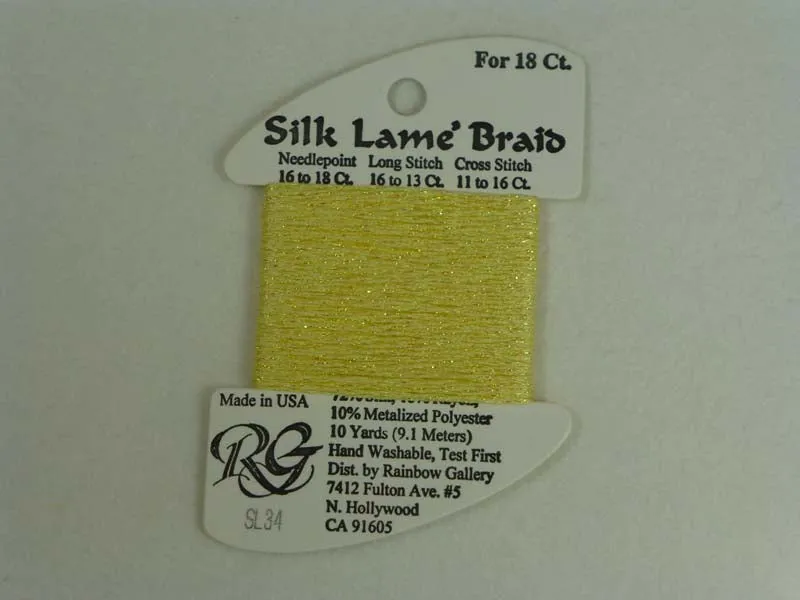 For 18 Ct.
Silk Lame' Braid
Needlepoint Long Stitch Cross Stitch
16 to 18 Ct. 16 to 13 Ct. 11 to 16 Ct.
Made in USA
10% Metalized Polyester
10 Yards (9.1 Meters)
Hand Washable, Test First
Dist. by Rainbow Gallery
7412 Fulton Ave. #5
N. Hollywood
CA 91605
RG
SL34